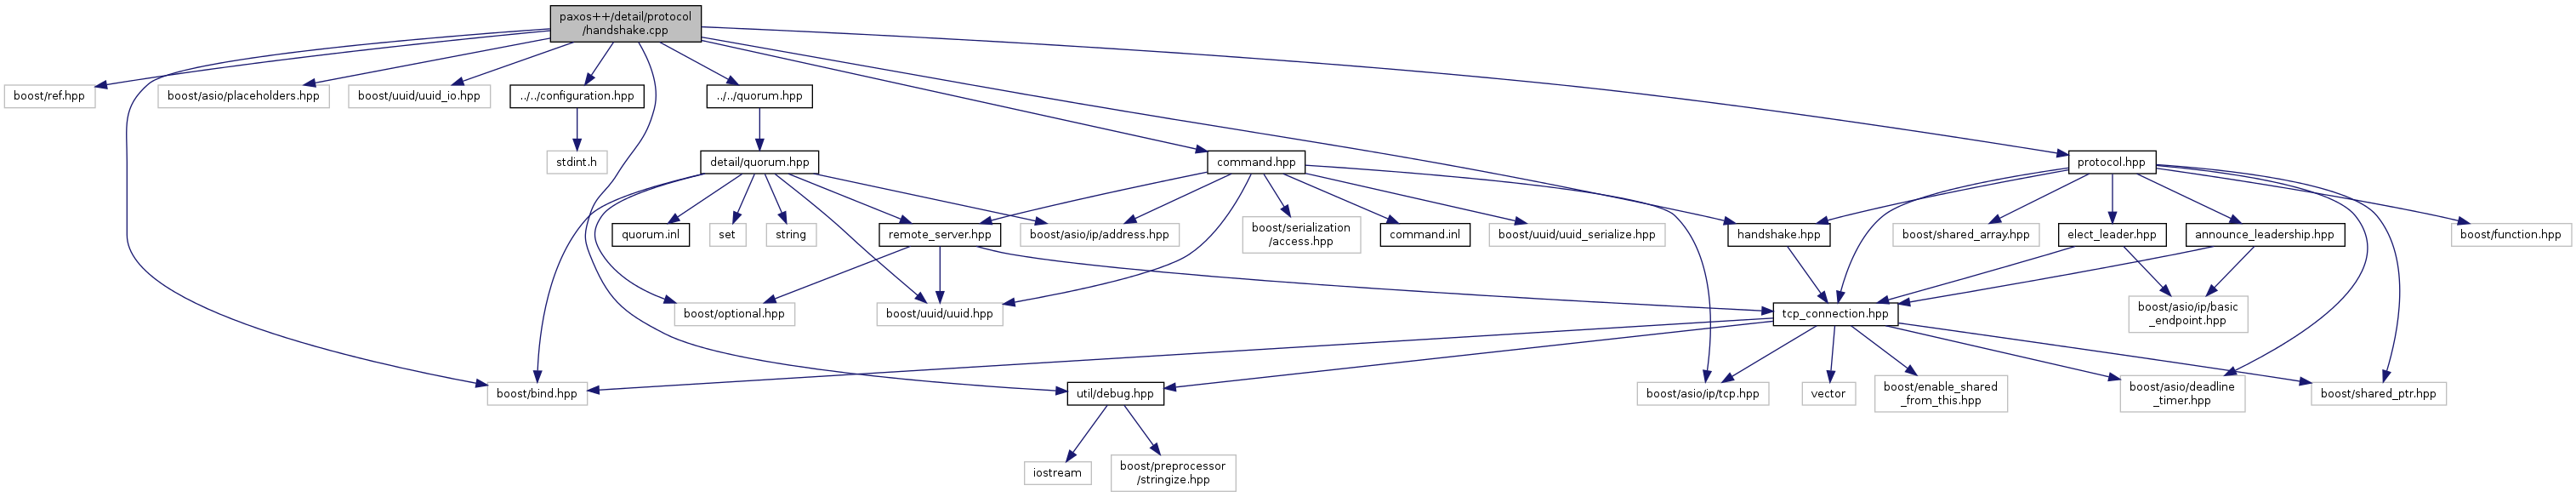 paxos++/detail/protocol
/handshake.cpp
boost/ref.hpp
boost/asio/placeholders.hpp
boost/uuid/uuid_io.hpp
../../configuration.hpp
../../quorum.hpp
stdint.h
detail/quorum.hpp
command.hpp
protocol.hpp
quorum.inl
set
string
remote_server.hpp
boost/asio/ip/address.hpp
boost/serialization
/access.hpp
command.inl
boost/uuid/uuid_serialize.hpp
handshake.hpp
boost/shared_array.hpp
elect_leader.hpp
announce_leadership.hpp
boost/function.hpp
boost/optional.hpp
boost/uuid/uuid.hpp
tcp_connection.hpp
boost/asio/ip/basic
_endpoint.hpp
boost/bind.hpp
util/debug.hpp
boost/asio/ip/tcp.hpp
vector
boost/enable_shared
_from_this.hpp
boost/asio/deadline
_timer.hpp
boost/shared_ptr.hpp
iostream
boost/preprocessor
/stringize.hpp